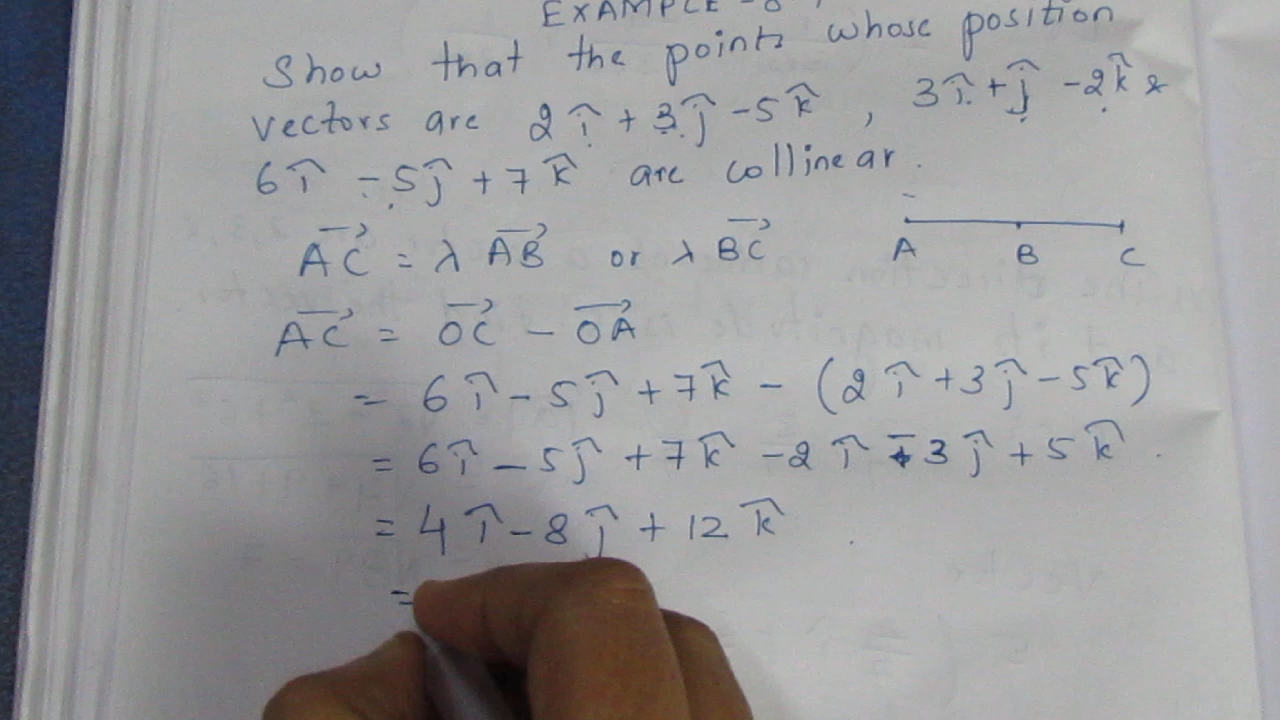 EXAMPLE -
Show that the points whose position
vectors are 2î + 3ĵ -5k̂ , 3î + ĵ -2k̂ &
6î - 5ĵ + 7k̂ are collinear.
A B C
AC⃗ = λ AB⃗ or λ BC⃗
AC⃗ = OC⃗ - OA⃗
= 6î - 5ĵ + 7k̂ - (2î + 3ĵ - 5k̂)
= 6î - 5ĵ + 7k̂ - 2î - 3ĵ + 5k̂.
= 4î - 8ĵ + 12k̂
=